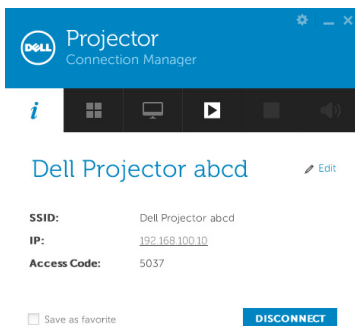 DELL
Projector
Connection Manager
i
Dell Projector abcd
Edit
SSID: Dell Projector abcd
IP: 192.168.100.10
Access Code: 5037
Save as favorite
DISCONNECT